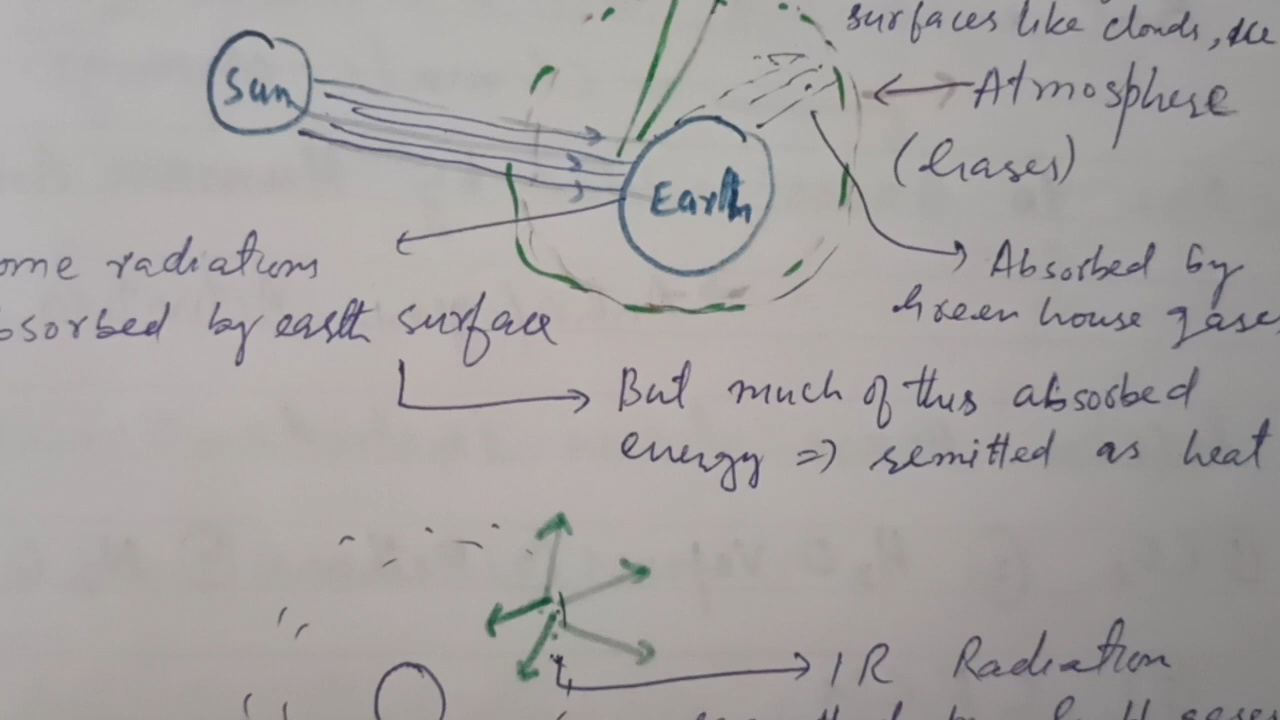 surfaces like clouds, ice
Sun
Atmosphere
(Gases)
Earth
ome radiations
Absorbed by
bsorbed by earth surface
Green house gases
But much of this absorbed
energy => remitted as heat
IR Radiation